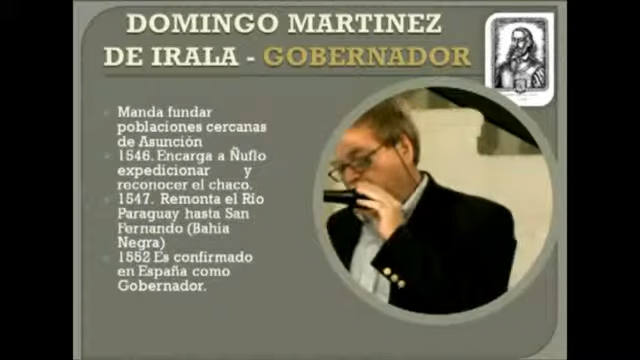 DOMINGO MARTINEZ
DE IRALA - GOBERNADOR
Manda fundar
poblaciones cercanas
de Asunción
1546. Encarga a Ñuflo
expedicionar y
reconocer el chaco.
1547. Remonta el Río
Paraguay hasta San
Fernando (Bahía
Negra)
1552 Es confirmado
en España como
Gobernador.